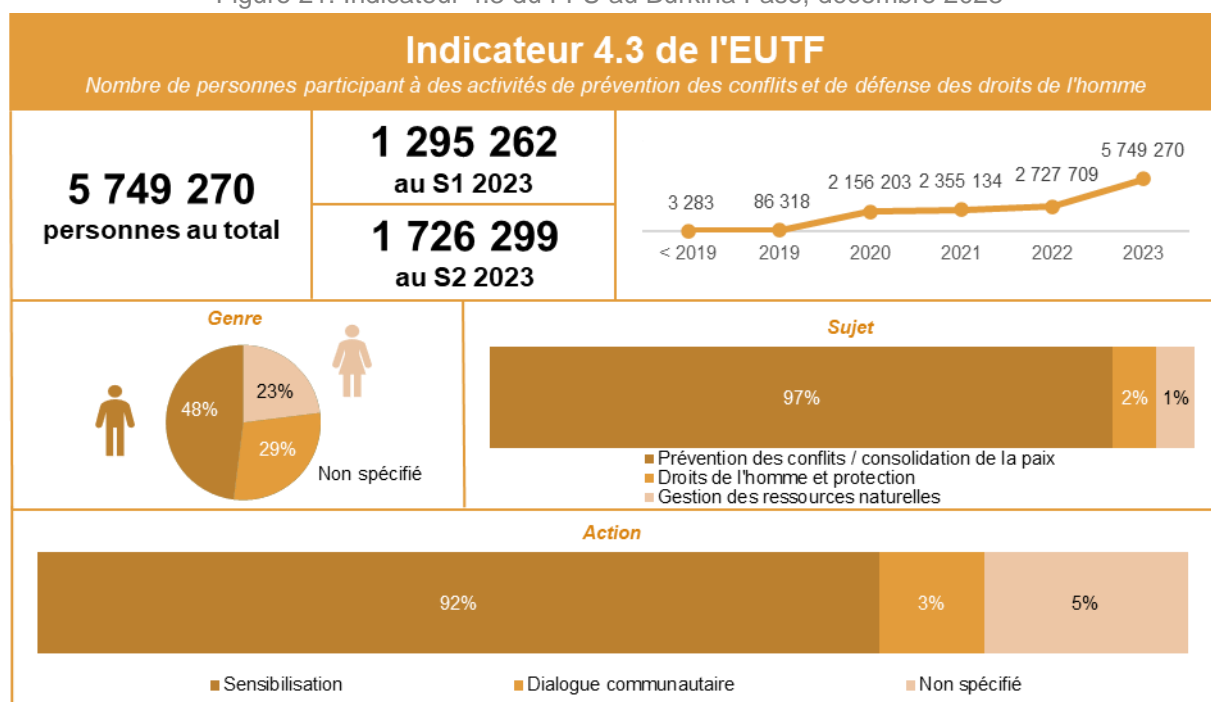 Indicateur 4.3 de l'EUTF
Nombre de personnes participant à des activités de prévention des conflits et de défense des droits de l'homme
5 749 270
personnes au total
1 295 262
au S1 2023
1 726 299
au S2 2023
3 283
86 318
2 156 203
2 355 134
2 727 709
5 749 270
< 2019
2019
2020
2021
2022
2023
Genre
48%
23%
29%
Non spécifié
Sujet
97%
2%
1%
Prévention des conflits / consolidation de la paix
Droits de l'homme et protection
Gestion des ressources naturelles
Action
92%
3%
5%
Sensibilisation
Dialogue communautaire
Non spécifié